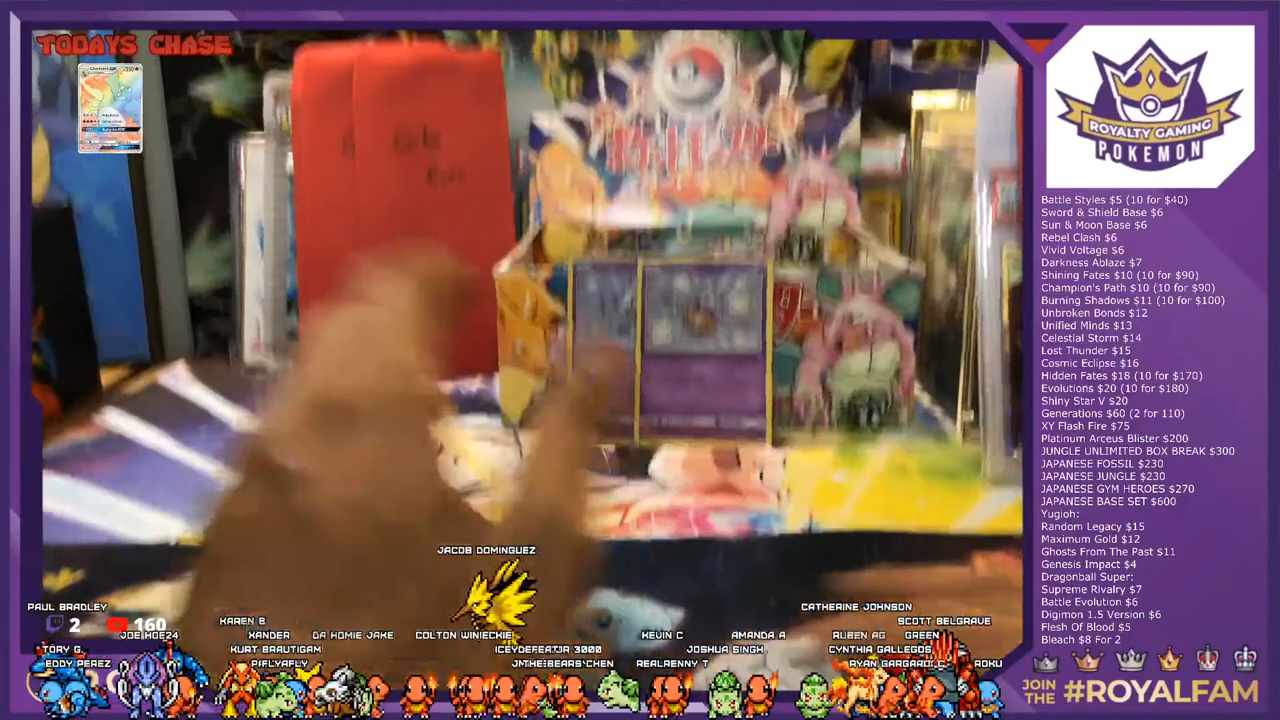 TODAYS CHASE
ROYALTY GAMING
POKEMON
Battle Styles $5 (10 for $40)
Sword & Shield Base $6
Sun & Moon Base $6
Rebel Clash $6
Vivid Voltage $6
Darkness Ablaze $7
Shining Fates $10 (10 for $90)
Champion's Path $10 (10 for $90)
Burning Shadows $11 (10 for $100)
Unbroken Bonds $12
Unified Minds $13
Celestial Storm $14
Lost Thunder $15
Cosmic Eclipse $16
Hidden Fates $18 (10 for $170)
Evolutions $20 (10 for $180)
Shiny Star V $20
Generations $60 (2 for 110)
XY Flash Fire $75
Platinum Arceus Blister $200
JUNGLE UNLIMITED BOX BREAK $300
JAPANESE FOSSIL $230
JAPANESE JUNGLE $230
JAPANESE GYM HEROES $270
JAPANESE BASE SET $600
Yugioh:
Random Legacy $15
Maximum Gold $12
Ghosts From The Past $11
Genesis Impact $4
Dragonball Super:
Supreme Rivalry $7
Battle Evolution $6
Digimon 1.5 Version $6
Flesh Of Blood $5
Bleach $8 For 2
JOIN THE #ROYALFAM
JACOB DOMINGUEZ
PAUL BRADLEY
CATHERINE JOHNSON
2
160
KAREN B
SCOTT BELGRAVE
JOE HOE24
XANDER
DA HOMIE JAKE
COLTON WINIECKIE
KEVIN C
AMANDA A
RUBEN AG
GREEN
TORY G.
KURT BRAUTIGAM
JOSHUA SINGH
CYNTHIA GALLEGOS
EDDY PEREZ
REALRENNY T
ROKU